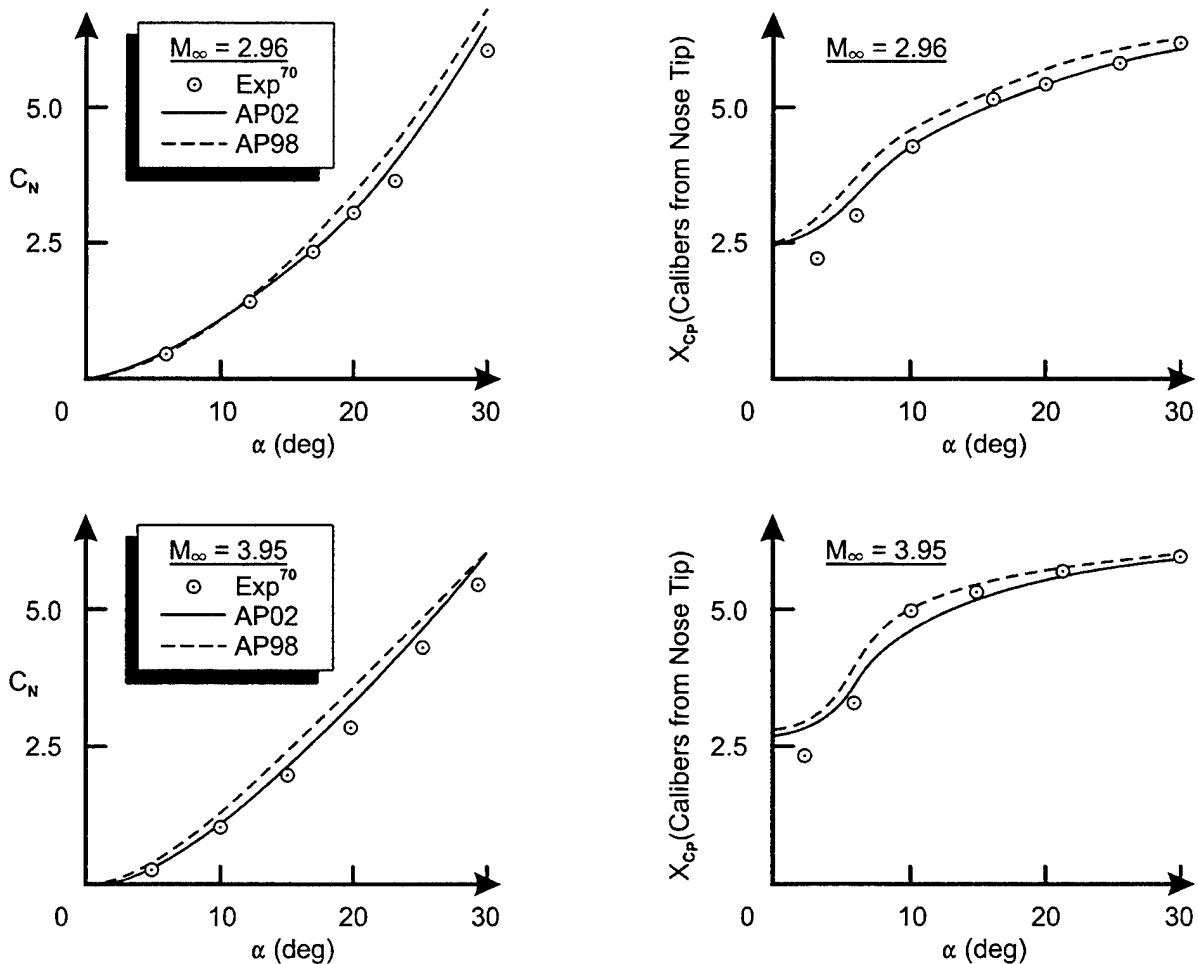 M∞ = 2.96
Exp70
AP02
AP98
5.0
CN
2.5
0
10
20
30
α (deg)
M∞ = 2.96
XCP(Calibers from Nose Tip)
5.0
2.5
0
10
20
30
α (deg)
M∞ = 3.95
Exp70
AP02
AP98
5.0
CN
2.5
0
10
20
30
α (deg)
M∞ = 3.95
XCP(Calibers from Nose Tip)
5.0
2.5
0
10
20
30
α (deg)